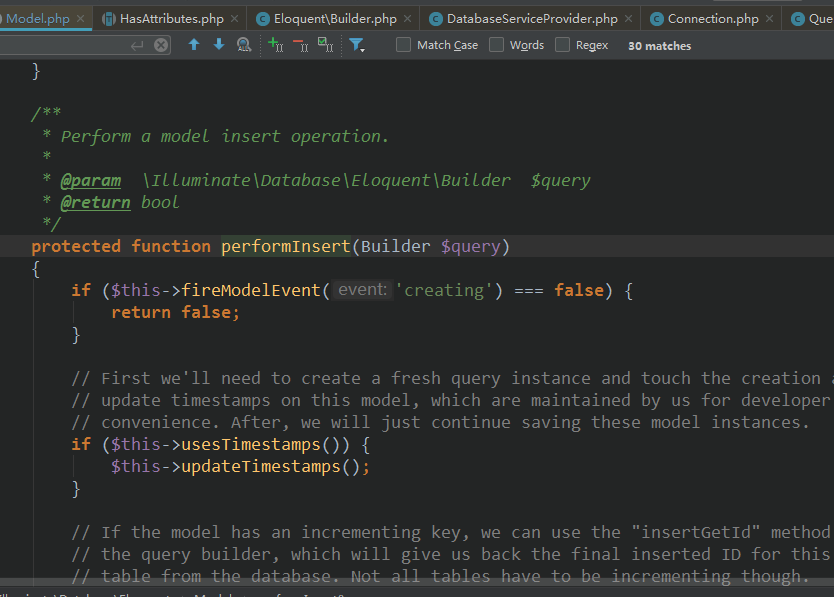 Model.php × HasAttributes.php × Eloquent\Builder.php × DatabaseServiceProvider.php × Connection.php × Que
Match Case Words Regex 30 matches
}
/**
* Perform a model insert operation.
*
* @param \Illuminate\Database\Eloquent\Builder $query
* @return bool
*/
protected function performInsert(Builder $query)
{
if ($this->fireModelEvent( event: 'creating') === false) {
return false;
}
// First we'll need to create a fresh query instance and touch the creation a
// update timestamps on this model, which are maintained by us for developer
// convenience. After, we will just continue saving these model instances.
if ($this->usesTimestamps()) {
$this->updateTimestamps();
}
// If the model has an incrementing key, we can use the "insertGetId" method
// the query builder, which will give us back the final inserted ID for this
// table from the database. Not all tables have to be incrementing though.